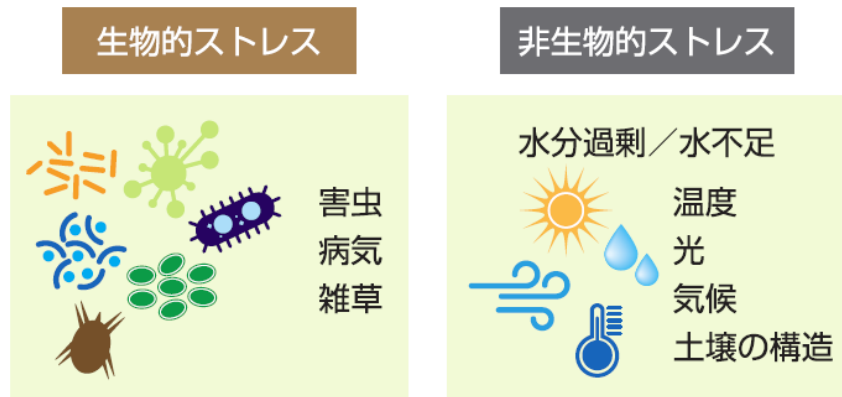 生物的ストレス
害虫
病気
雑草
非生物的ストレス
水分過剰／水不足
温度
光
気候
土壌の構造